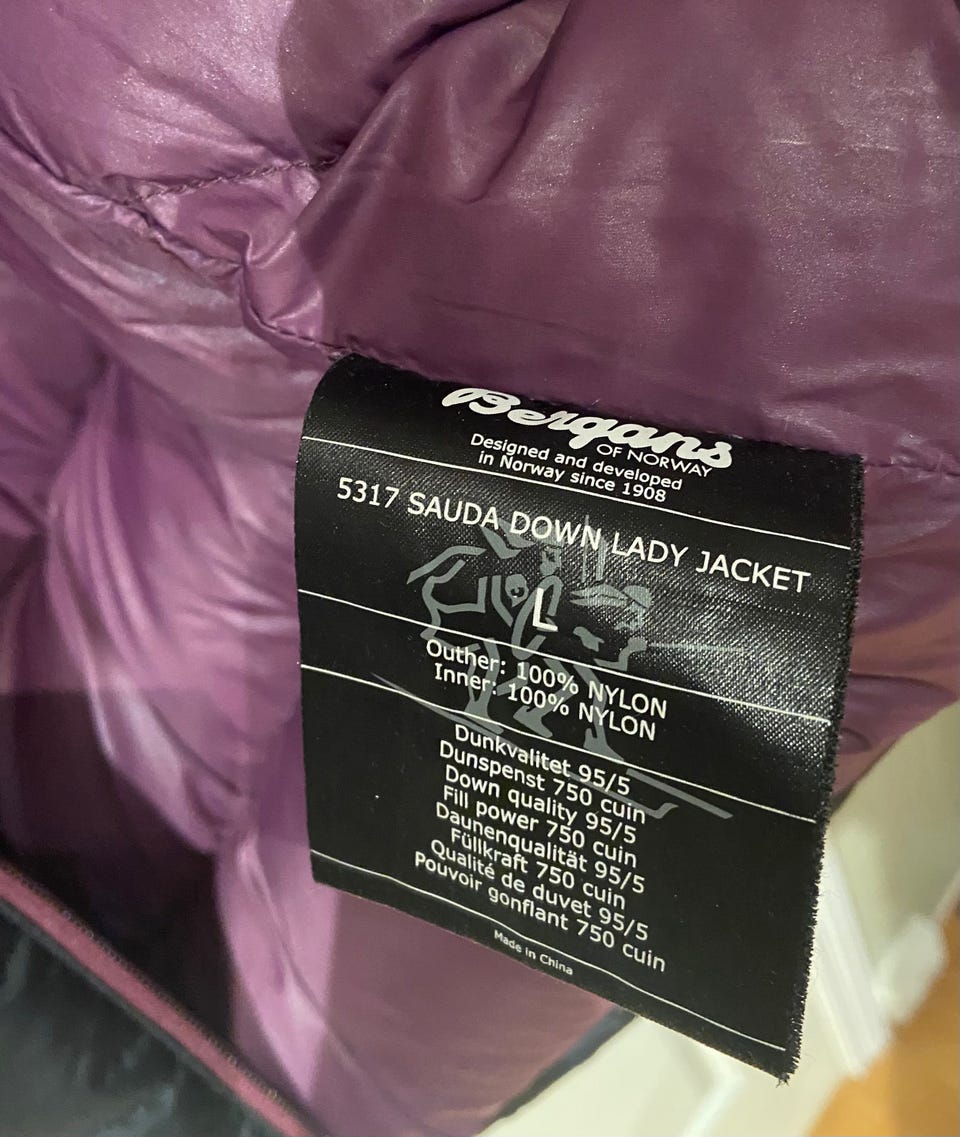 Bergans
OF NORWAY
Designed and developed
in Norway since 1908
5317 SAUDA DOWN LADY JACKET
L
Outher: 100% NYLON
Inner: 100% NYLON
Dunkvalitet 95/5
Dunspenst 750 cuin
Down quality 95/5
Fill power 750 cuin
Daunenqualität 95/5
Füllkraft 750 cuin
Qualité de duvet 95/5
Pouvoir gonflant 750 cuin
Made in China